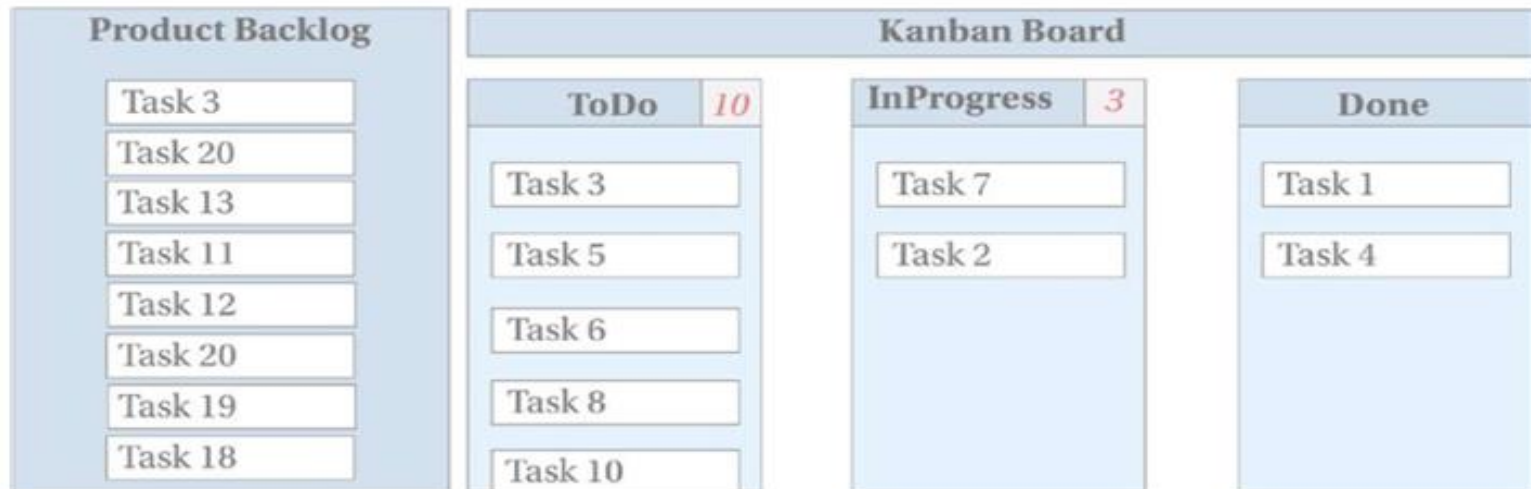 Product Backlog
Task 3
Task 20
Task 13
Task 11
Task 12
Task 20
Task 19
Task 18
Kanban Board
ToDo 10
Task 3
Task 5
Task 6
Task 8
Task 10
InProgress 3
Task 7
Task 2
Done
Task 1
Task 4